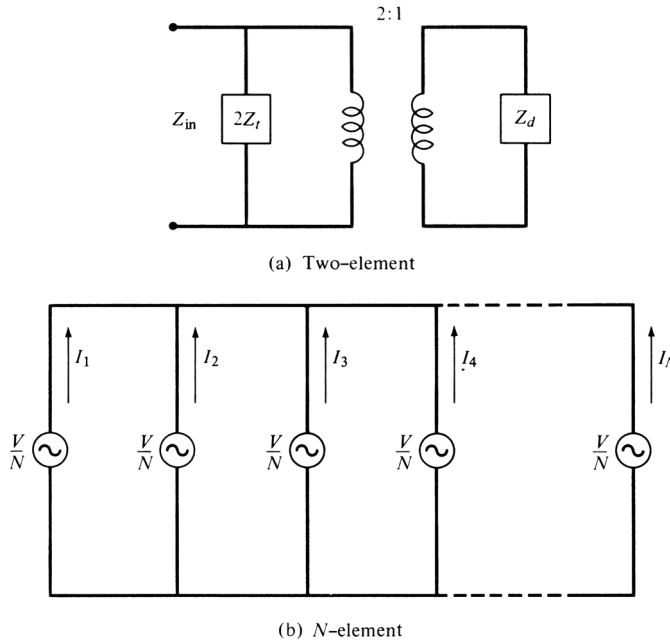 2:1
Z_in
2Z_t
Z_d
(a) Two-element
I_1
I_2
I_3
I_4
V/N
V/N
V/N
V/N
V/N
(b) N-element